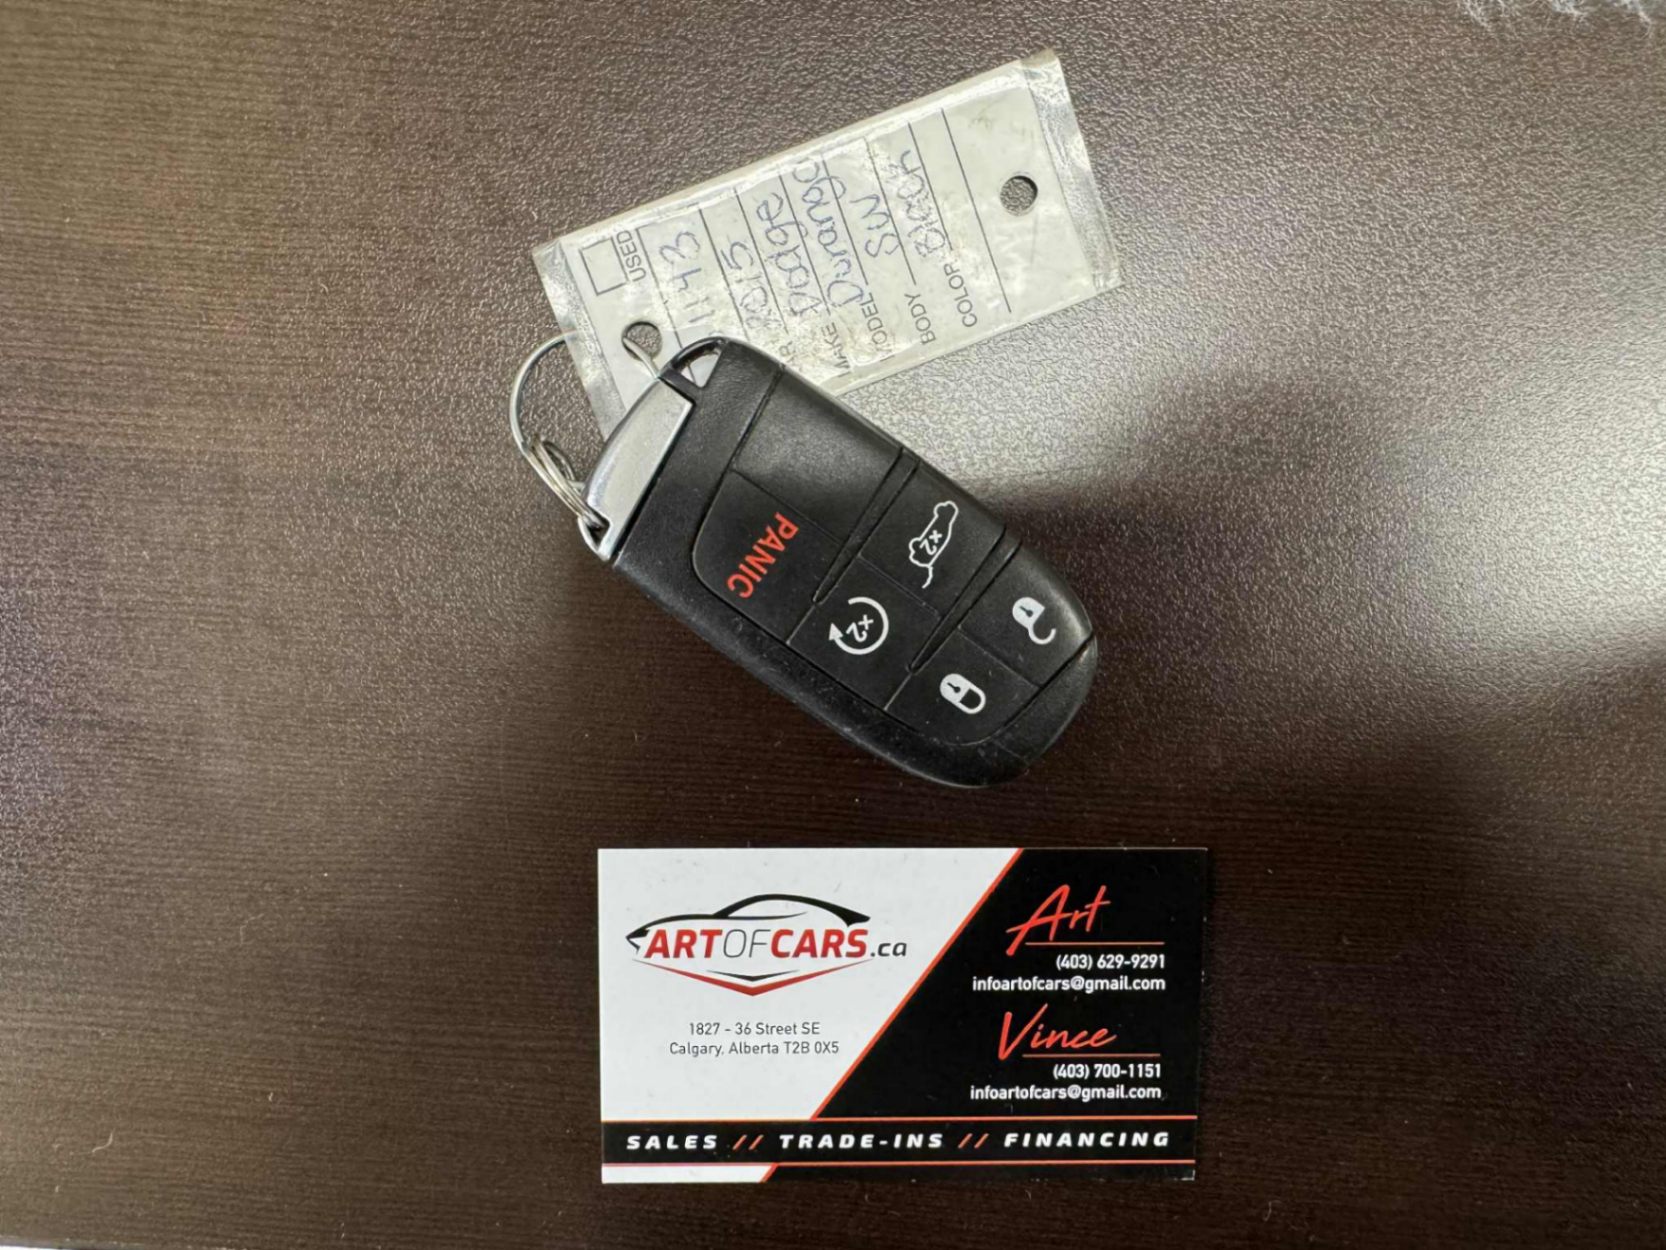 USED
1143
2015
MAKE Dodge
MODEL Durango
BODY SW
COLOR Black
PANIC
x2
x2
ARTOFCARS.ca
1827 - 36 Street SE
Calgary, Alberta T2B 0X5
Art
(403) 629-9291
infoartofcars@gmail.com
Vince
(403) 700-1151
infoartofcars@gmail.com
SALES // TRADE-INS // FINANCING